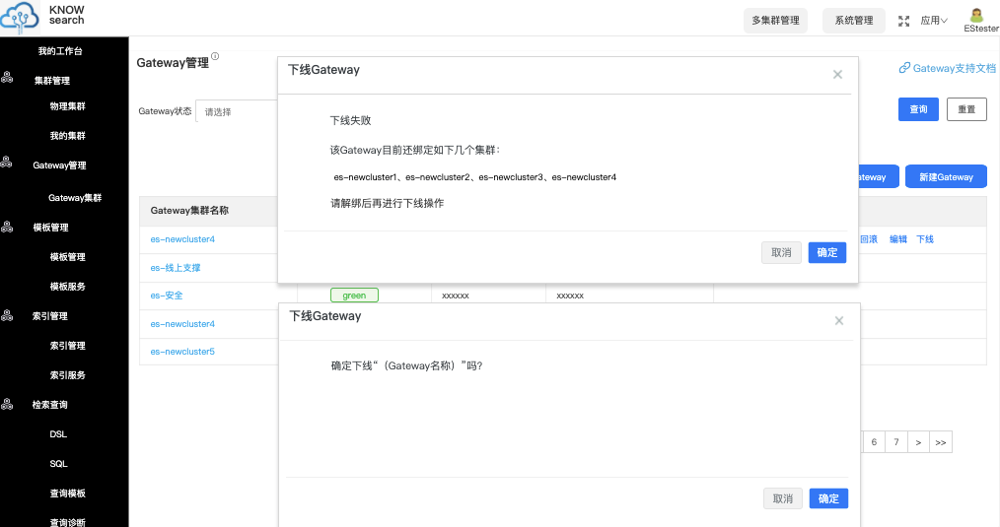 KNOW
search
多集群管理
系统管理
应用
EStester
我的工作台
集群管理
物理集群
我的集群
Gateway管理
Gateway集群
模板管理
模板管理
模板服务
索引管理
索引管理
索引服务
检索查询
DSL
SQL
查询模板
查询诊断
Gateway管理
Gateway支持文档
Gateway状态
请选择
查询
重置
ateway
新建Gateway
Gateway集群名称
es-newcluster4
回滚 编辑 下线
es-线上支撑
es-安全
green
xxxxxx
xxxxxx
es-newcluster4
es-newcluster5
6
7
>
>>
下线Gateway
下线失败
该Gateway目前还绑定如下几个集群：
es-newcluster1、es-newcluster2、es-newcluster3、es-newcluster4
请解绑后再进行下线操作
取消
确定
下线Gateway
确定下线“（Gateway名称）”吗?
取消
确定